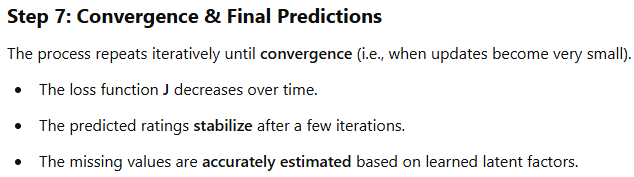 Step 7: Convergence & Final Predictions
The process repeats iteratively until convergence (i.e., when updates become very small).
• The loss function J decreases over time.
• The predicted ratings stabilize after a few iterations.
• The missing values are accurately estimated based on learned latent factors.